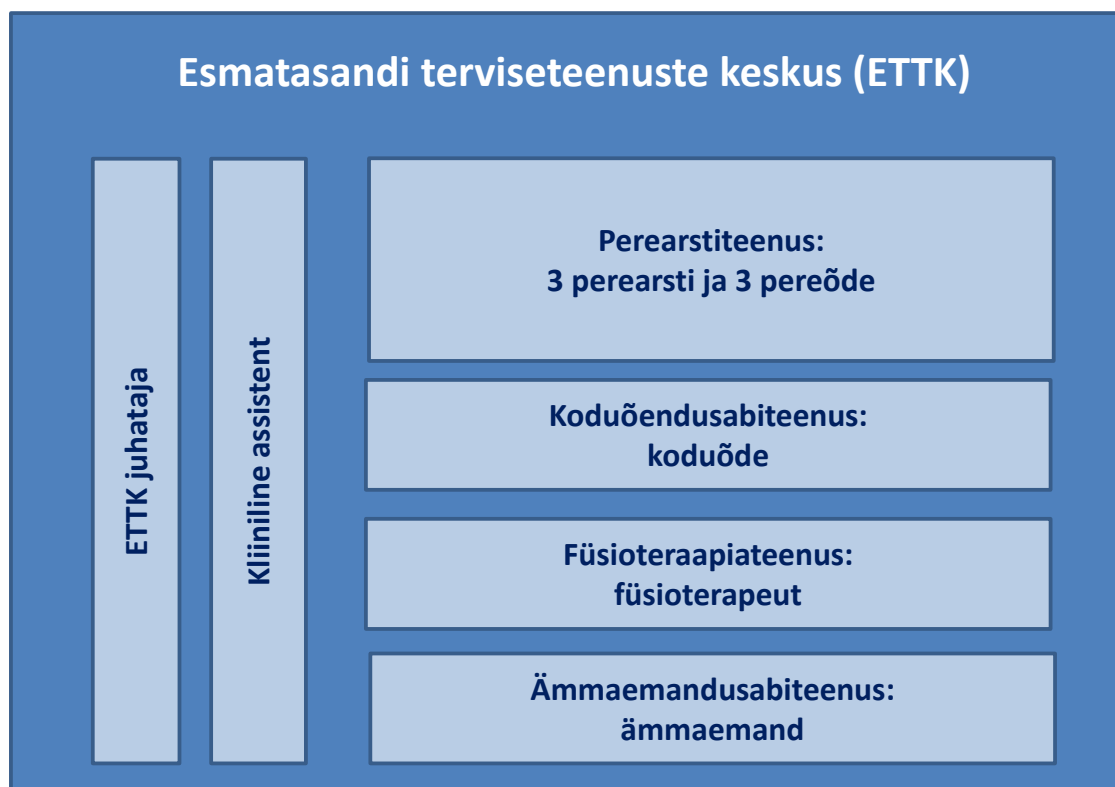 Esmatasandi terviseteenuste keskus (ETTK)
ETTK juhataja
Kliiniline assistent
Perearstiteenus:
3 perearsti ja 3 pereõde
Koduõendusabiteenus:
koduõde
Füsioteraapiateenus:
füsioterapeut
Ämmaemandusabiteenus:
ämmaemand